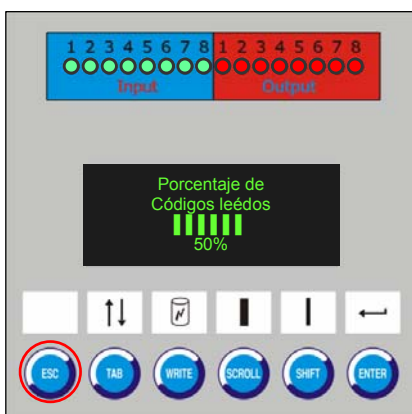 1 2 3 4 5 6 7 8 1 2 3 4 5 6 7 8
Input Output
Porcentaje de
Códigos leédos
50%
ESC TAB WRITE SCROLL SHIFT ENTER